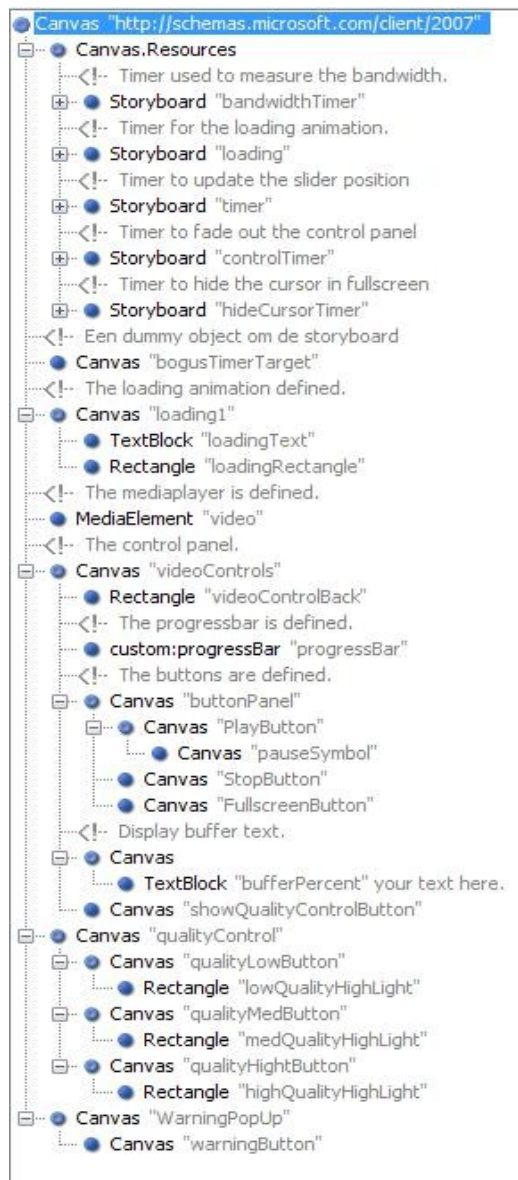 Canvas "http://schemas.microsoft.com/client/2007"
Canvas.Resources
<!-- Timer used to measure the bandwidth.
Storyboard "bandwidthTimer"
<!-- Timer for the loading animation.
Storyboard "loading"
<!-- Timer to update the slider position
Storyboard "timer"
<!-- Timer to fade out the control panel
Storyboard "controlTimer"
<!-- Timer to hide the cursor in fullscreen
Storyboard "hideCursorTimer"
<!-- Een dummy object om de storyboard
Canvas "bogusTimerTarget"
<!-- The loading animation defined.
Canvas "loading1"
TextBlock "loadingText"
Rectangle "loadingRectangle"
<!-- The mediaplayer is defined.
MediaElement "video"
<!-- The control panel.
Canvas "videoControls"
Rectangle "videoControlBack"
<!-- The progressbar is defined.
custom:progressBar "progressBar"
<!-- The buttons are defined.
Canvas "buttonPanel"
Canvas "PlayButton"
Canvas "pauseSymbol"
Canvas "StopButton"
Canvas "FullscreenButton"
<!-- Display buffer text.
Canvas
TextBlock "bufferPercent" your text here.
Canvas "showQualityControlButton"
Canvas "qualityControl"
Canvas "qualityLowButton"
Rectangle "lowQualityHighLight"
Canvas "qualityMedButton"
Rectangle "medQualityHighLight"
Canvas "qualityHightButton"
Rectangle "highQualityHighLight"
Canvas "WarningPopUp"
Canvas "warningButton"